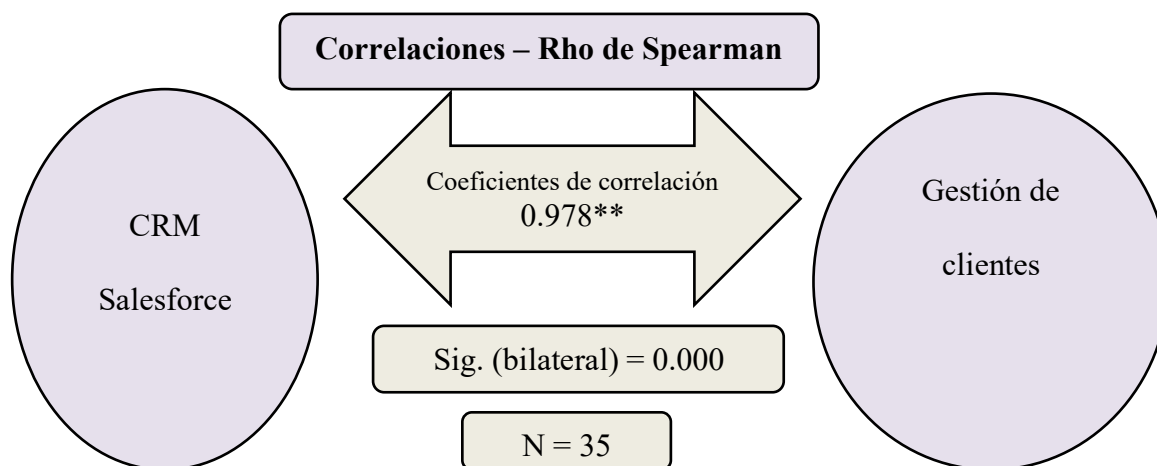 Correlaciones – Rho de Spearman
CRM
Salesforce
Coeficientes de correlación
0.978**
Gestión de
clientes
Sig. (bilateral) = 0.000
N = 35